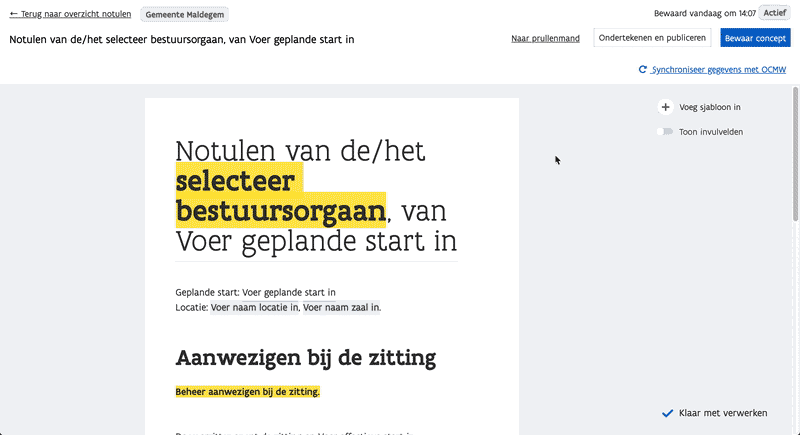 ← Terug naar overzicht notulen
Gemeente Maldegem
Bewaard vandaag om 14:07
Actief
Notulen van de/het selecteer bestuursorgaan, van Voer geplande start in
Naar prullenmand
Ondertekenen en publiceren
Bewaar concept
Synchroniseer gegevens met OCMW
Voeg sjabloon in
Toon invulvelden
Notulen van de/het
selecteer
bestuursorgaan, van
Voer geplande start in
Geplande start: Voer geplande start in
Locatie: Voer naam locatie in, Voer naam zaal in.
Aanwezigen bij de zitting
Beheer aanwezigen bij de zitting.
Klaar met verwerken